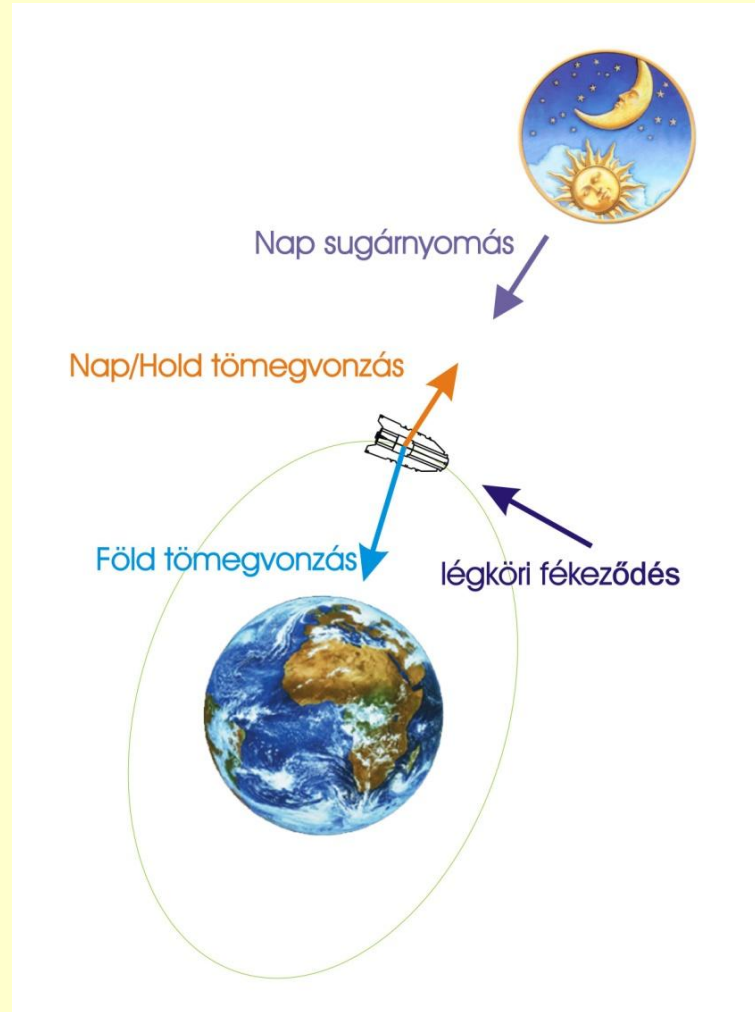 Nap sugárnyomás
Nap/Hold tömegvonzás
Föld tömegvonzás
légköri fékeződés